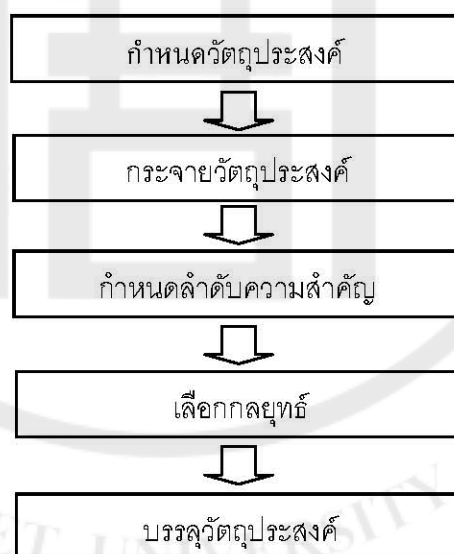 กำหนดวัตถุประสงค์
กระจายวัตถุประสงค์
กำหนดลำดับความสำคัญ
เลือกกลยุทธ์
บรรลุวัตถุประสงค์